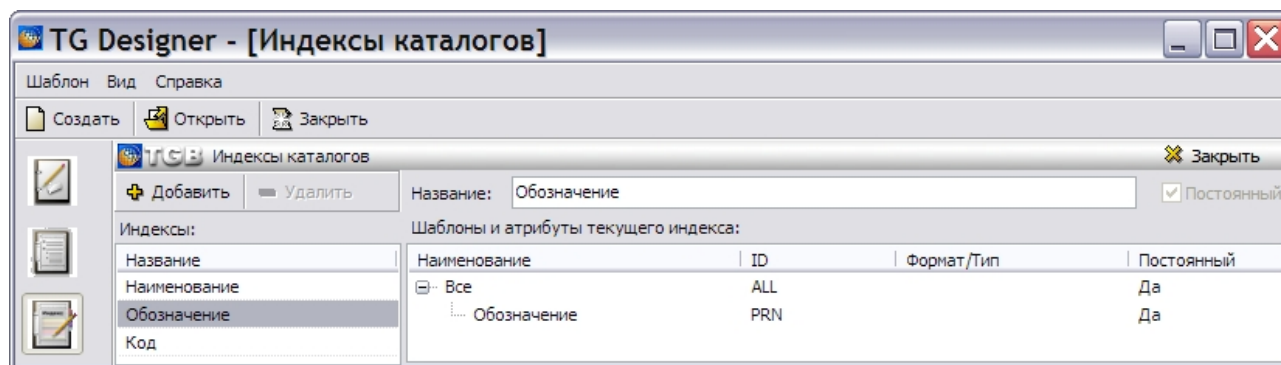 TG Designer - [Индексы каталогов]
Шаблон Вид Справка
Создать Открыть Закрыть
TGB Индексы каталогов Закрыть
Добавить Удалить Название: Обозначение Постоянный
Индексы: Шаблоны и атрибуты текущего индекса:
Название Наименование ID Формат/Тип Постоянный
Наименование Все ALL Да
Обозначение Обозначение PRN Да
Код